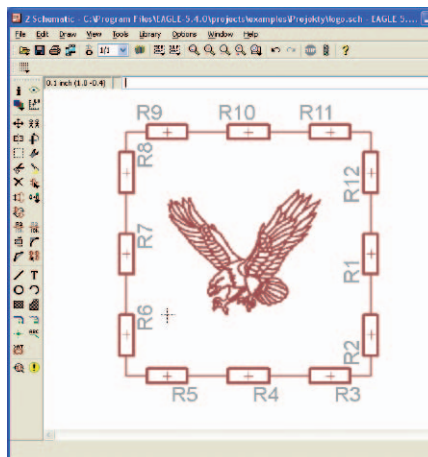 2 Schematic - C:\Program Files\EAGLE-5.4.0\projects\examples\Projekty\logo.sch - EAGLE 5....
File Edit Draw View Tools Library Options Window Help
1/1
0.1 inch (1.0 -0.4)
R9 R10 R11
R8 R12
R7 R1
R6 R2
R5 R4 R3